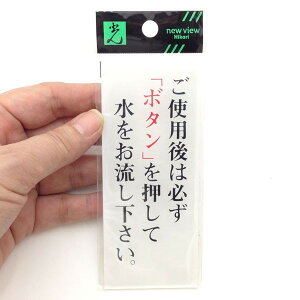 光
new view
Hikari
ご使用後は必ず
「ボタン」を押して
水をお流し下さい。